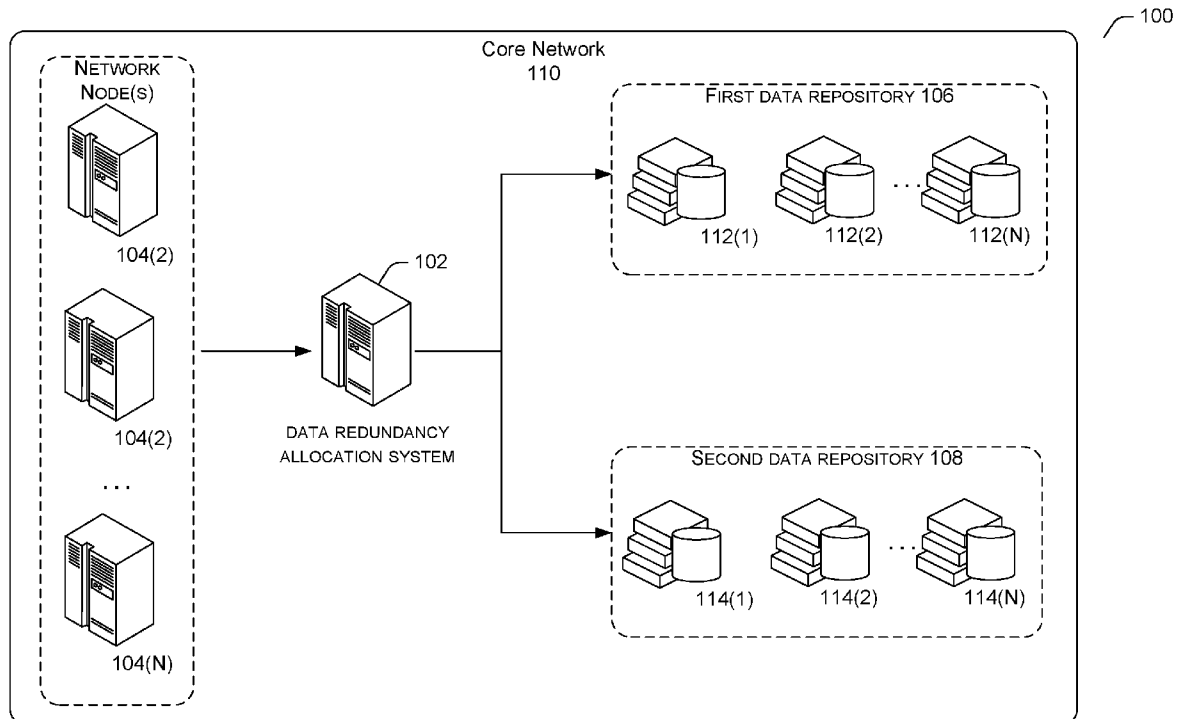 100
Core Network
110
NETWORK
NODE(S)
104(2)
104(2)
...
104(N)
102
DATA REDUNDANCY
ALLOCATION SYSTEM
FIRST DATA REPOSITORY 106
112(1)
112(2)
...
112(N)
SECOND DATA REPOSITORY 108
114(1)
114(2)
...
114(N)